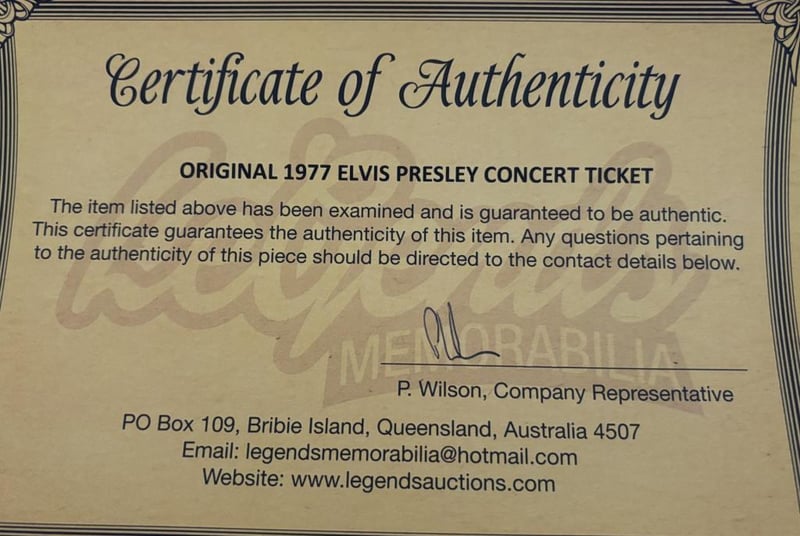 Certificate of Authenticity
ORIGINAL 1977 ELVIS PRESLEY CONCERT TICKET
The item listed above has been examined and is guaranteed to be authentic.
This certificate guarantees the authenticity of this item. Any questions pertaining
to the authenticity of this piece should be directed to the contact details below.
Legends
MEMORABILIA
P. Wilson, Company Representative
PO Box 109, Bribie Island, Queensland, Australia 4507
Email: legendsmemorabilia@hotmail.com
Website: www.legendsauctions.com